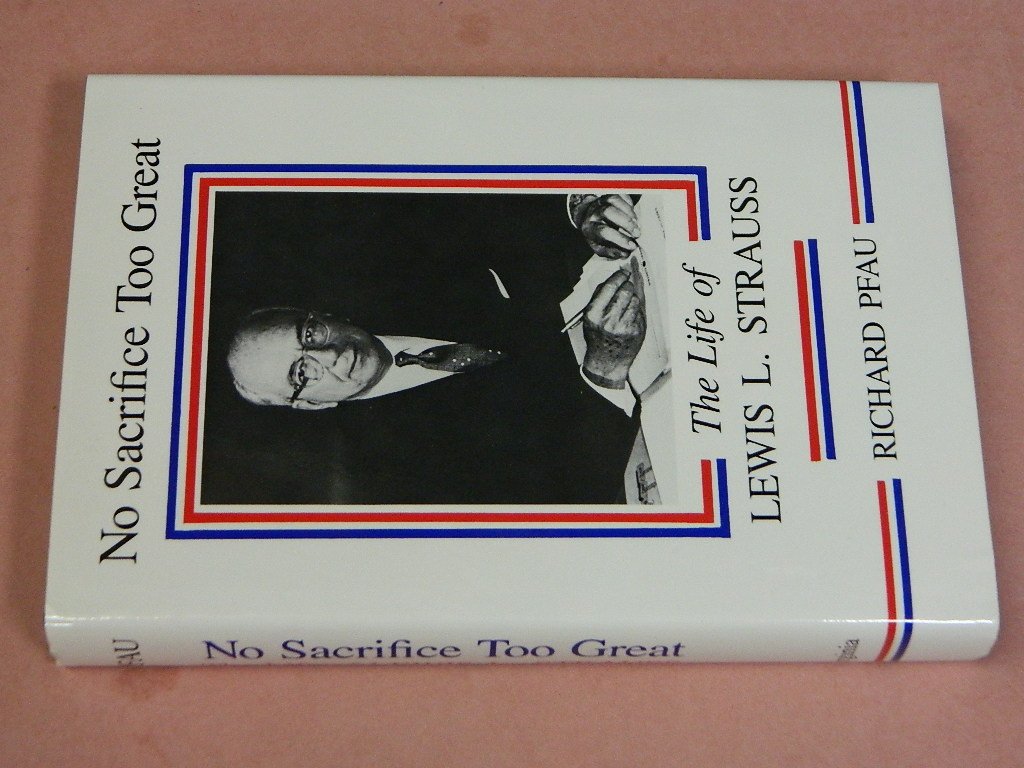 No Sacrifice Too Great
The Life of
LEWIS L. STRAUSS
RICHARD PFAU
No Sacrifice Too Great